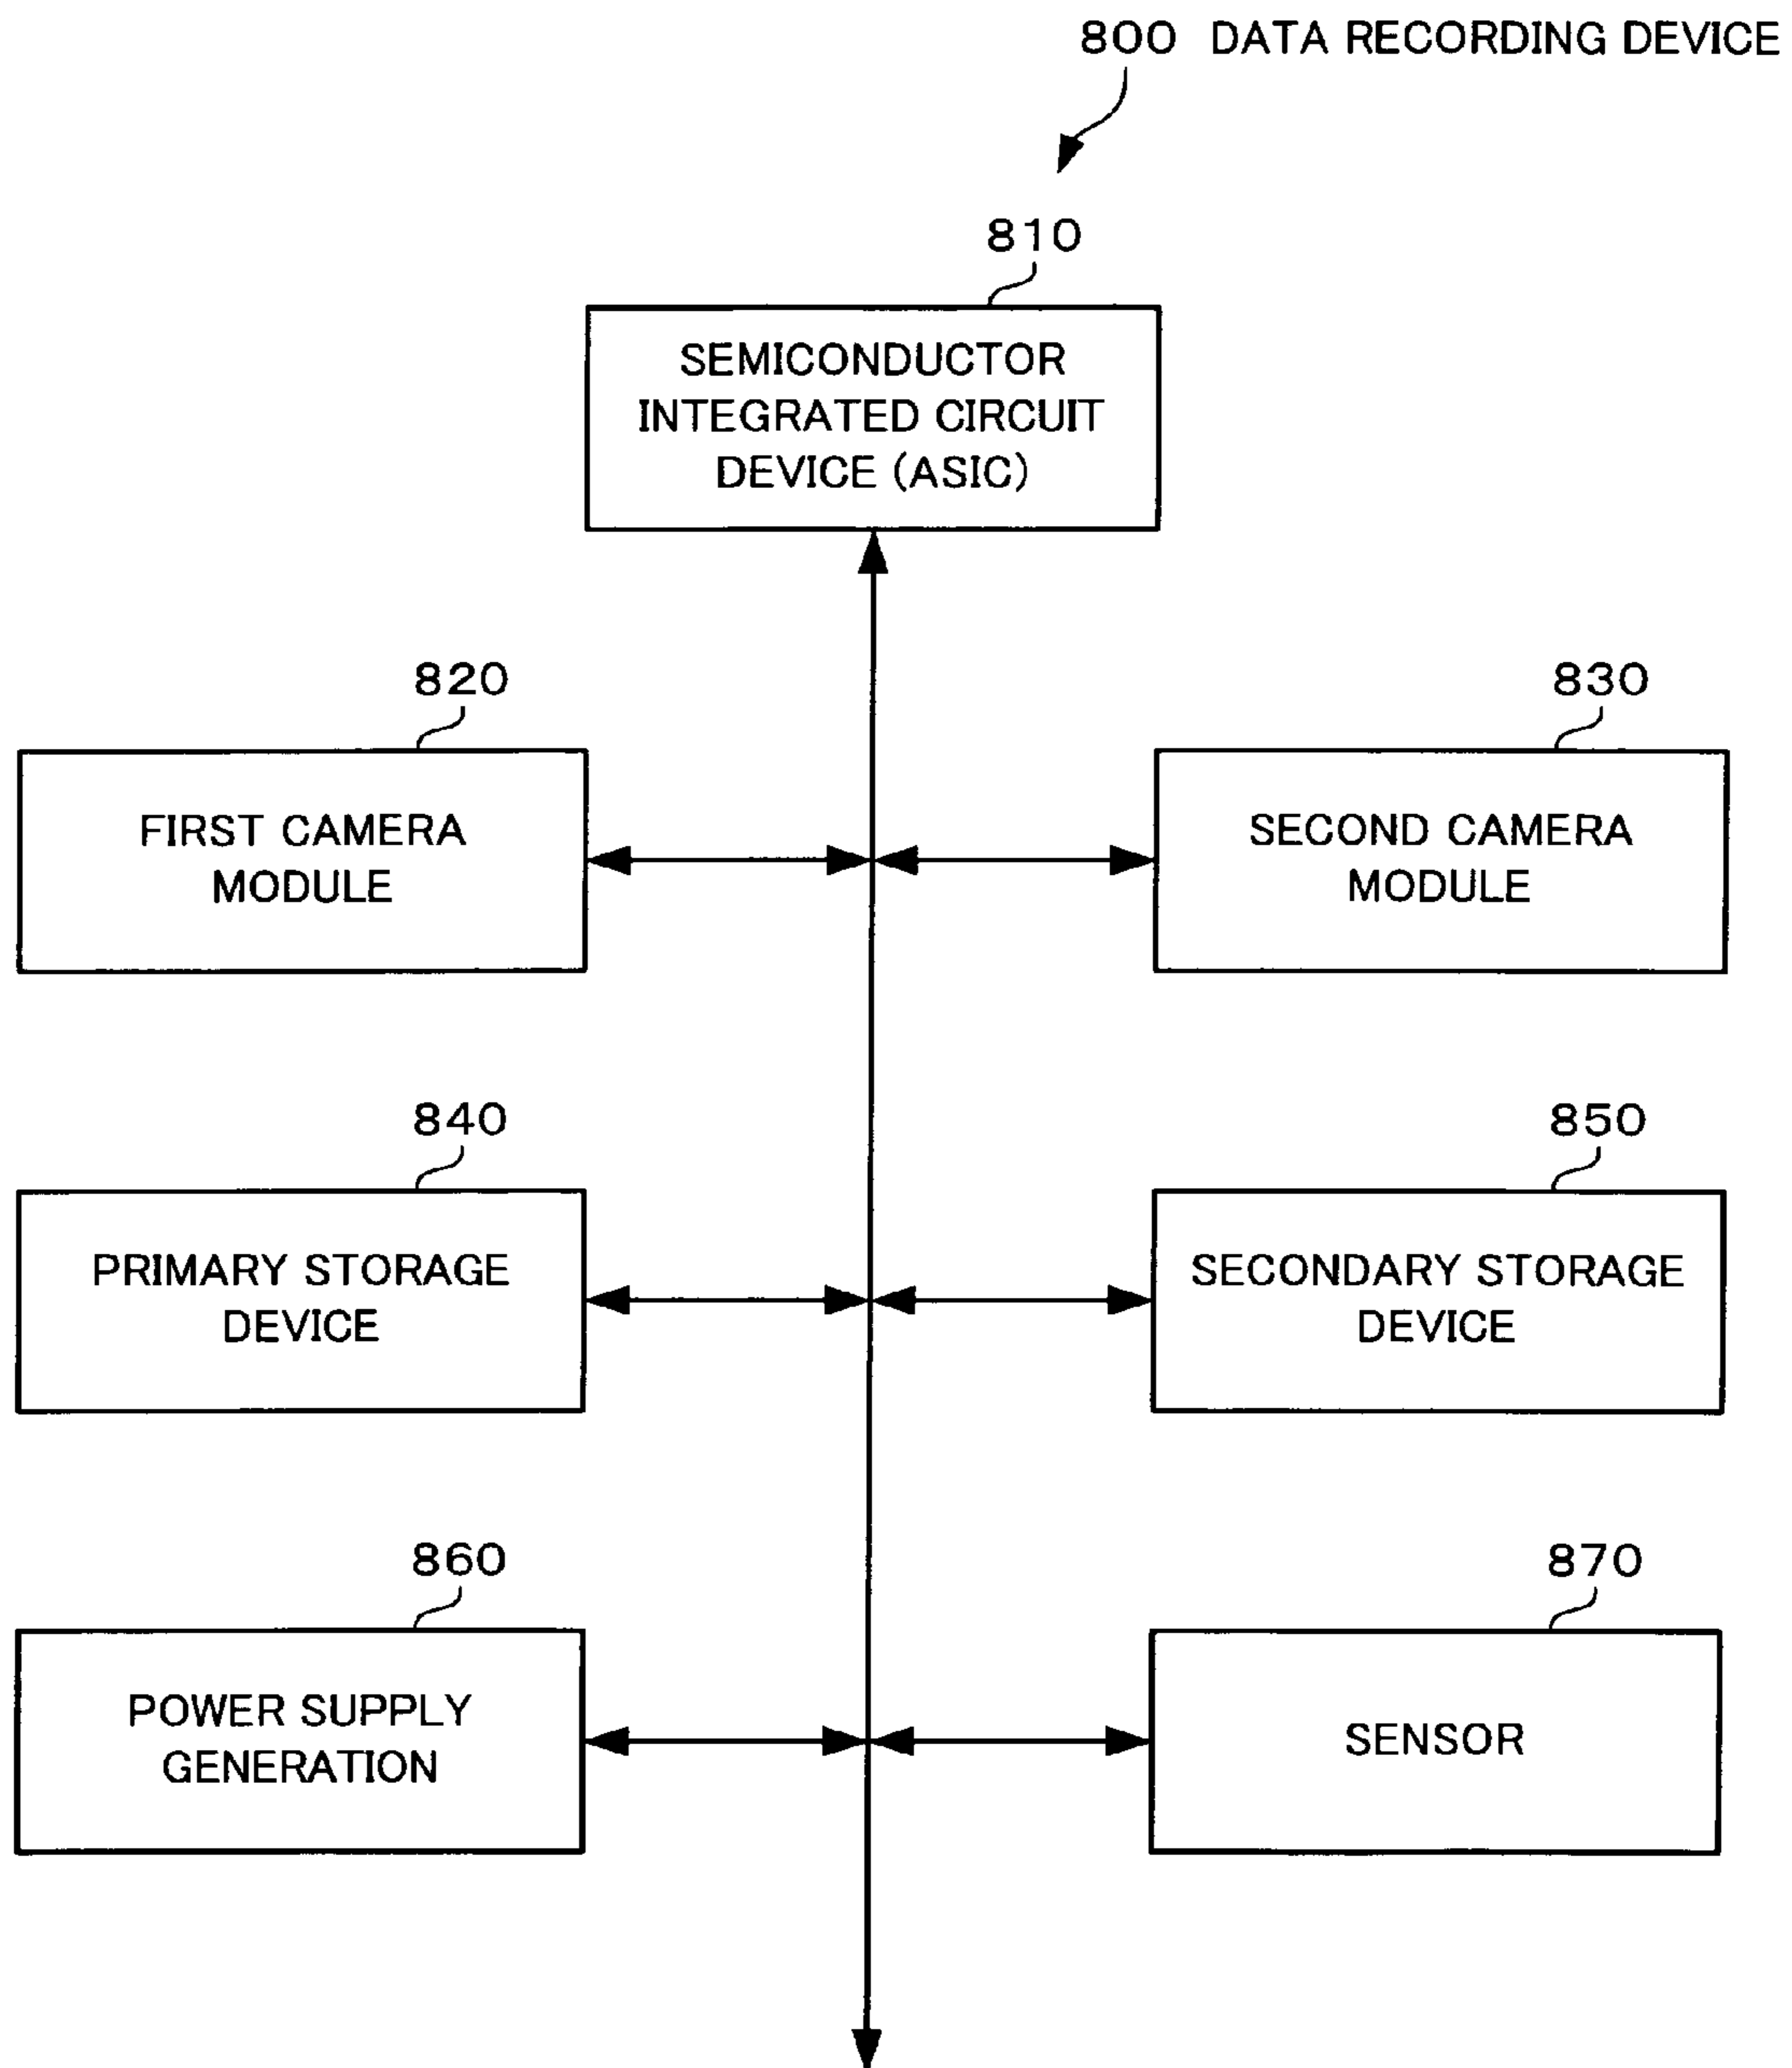 800 DATA RECORDING DEVICE
810
SEMICONDUCTOR
INTEGRATED CIRCUIT
DEVICE (ASIC)
820
FIRST CAMERA
MODULE
830
SECOND CAMERA
MODULE
840
PRIMARY STORAGE
DEVICE
850
SECONDARY STORAGE
DEVICE
860
POWER SUPPLY
GENERATION
870
SENSOR